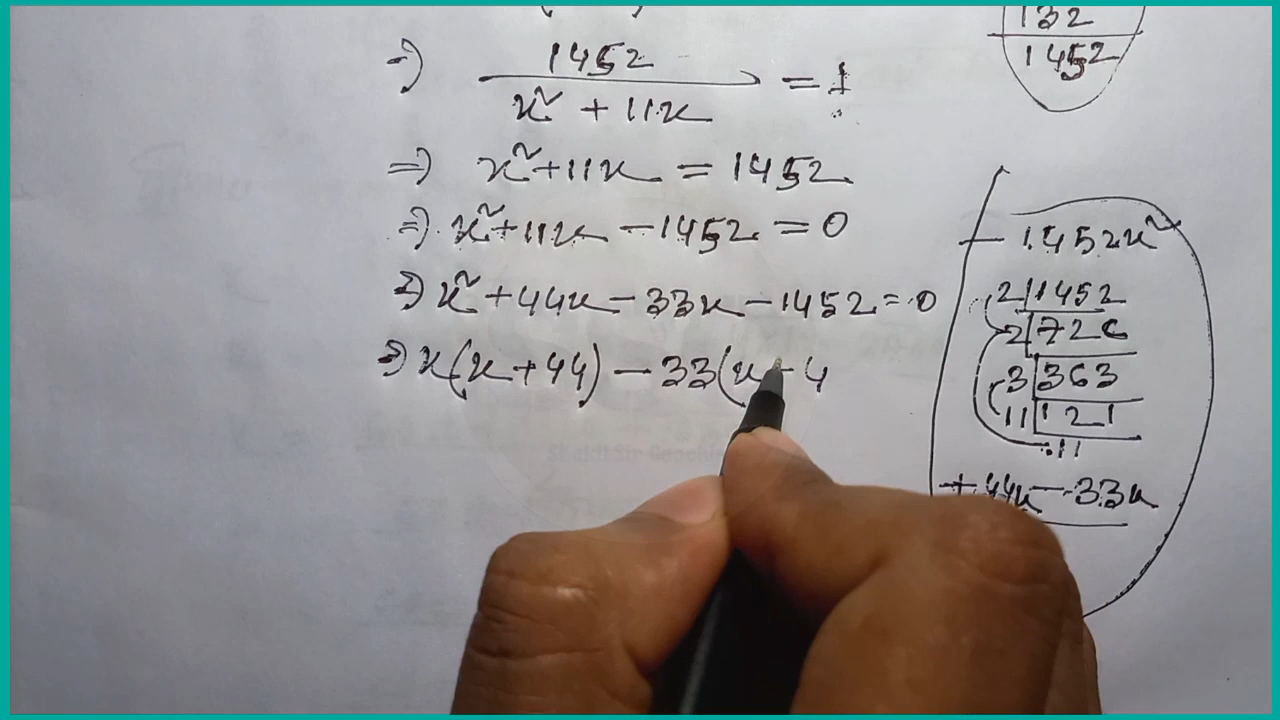 ⇒) 1452
x² + 11x = 1
⇒) x² + 11x = 1452
⇒) x² + 11x - 1452 = 0
⇒) x² + 44x - 33x - 1452 = 0
⇒) x(x + 44) - 33(x - 4
132
1452
- 1452x²
2|1452
2|726
3|363
11|121
11
+ 44x - 33x